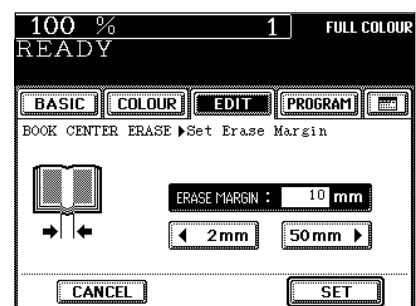 100 % 1 FULL COLOUR
READY
BASIC COLOUR EDIT PROGRAM
BOOK CENTER ERASE ▶Set Erase Margin
ERASE MARGIN : 10 mm
◀ 2mm 50mm ▶
CANCEL SET